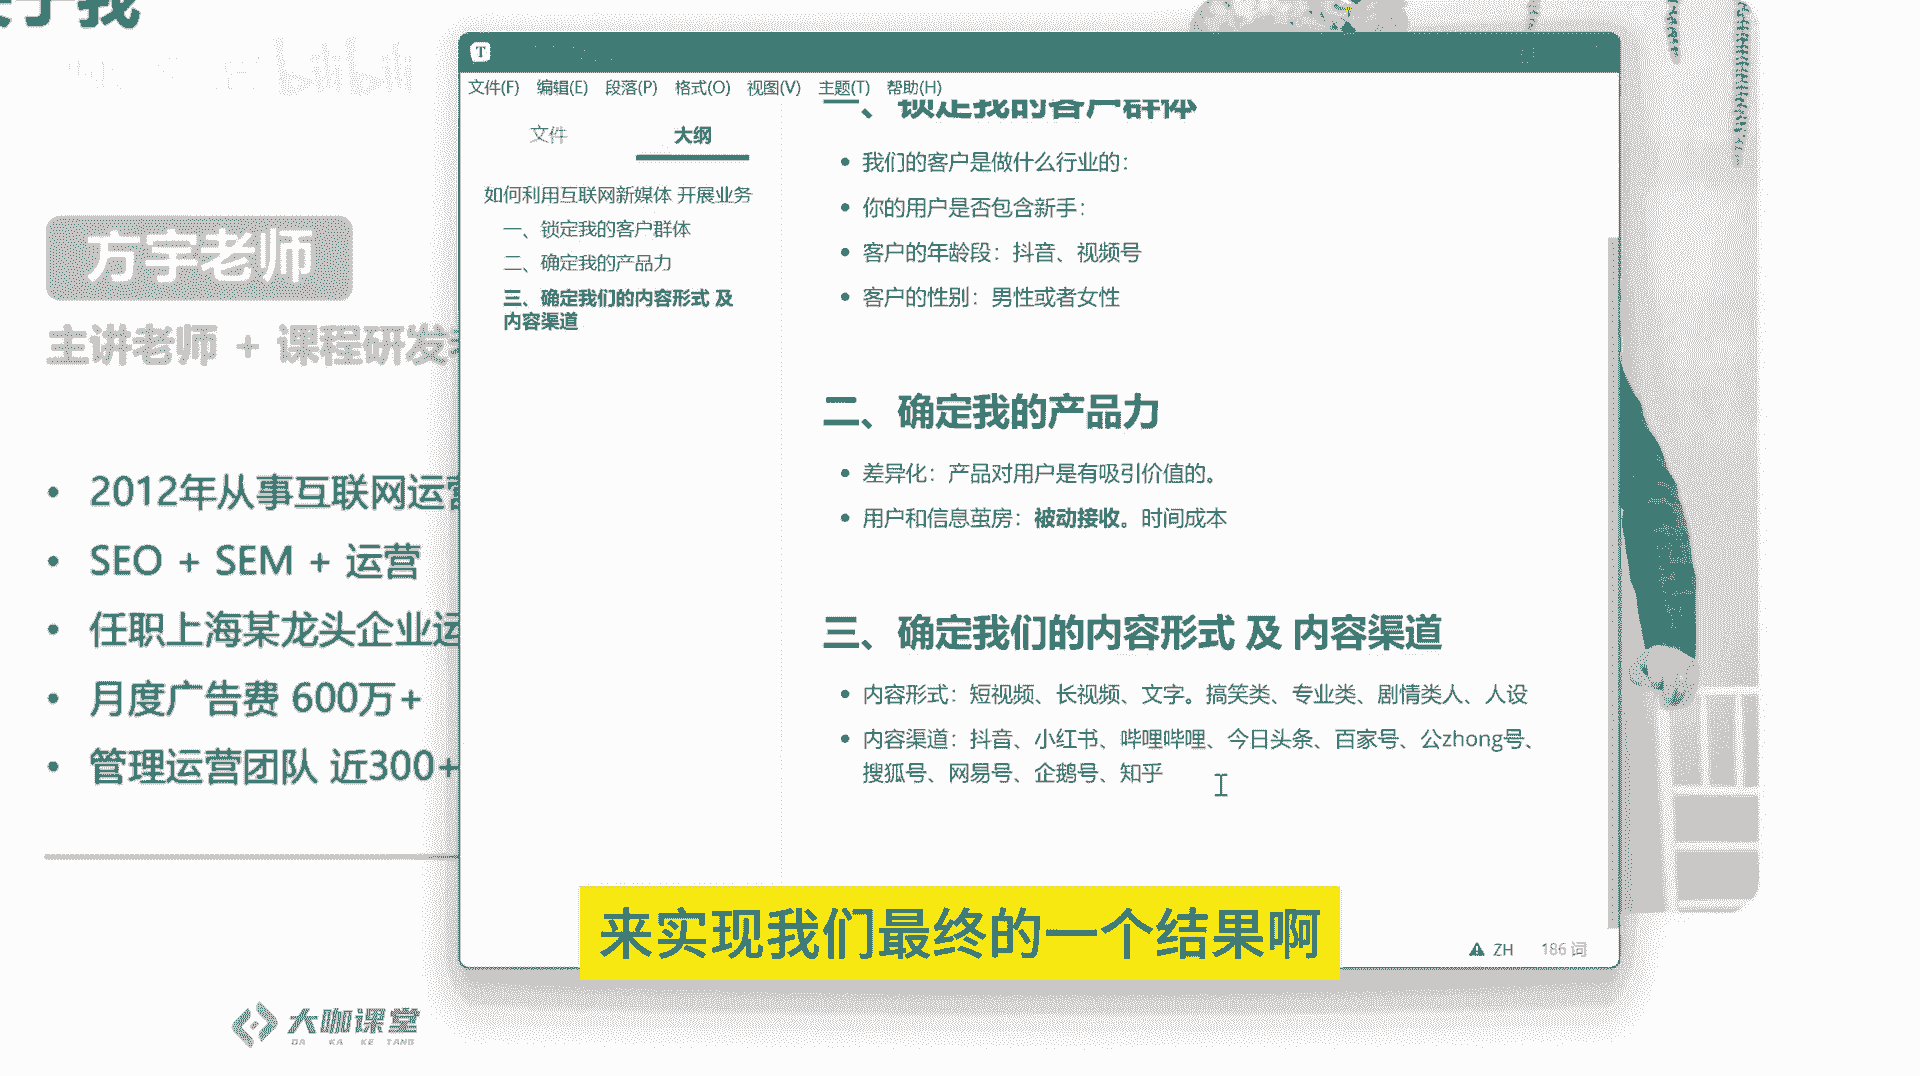 bilibili
方宇老师
主讲老师 + 课程研发
2012年从事互联网运营
SEO + SEM + 运营
任职上海某龙头企业运
月度广告费 600万+
管理运营团队 近300+
大咖课堂
DA KA KE TANG
T
文件(F) 编辑(E) 段落(P) 格式(O) 视图(V) 主题(T) 帮助(H)
文件 大纲
如何利用互联网新媒体 开展业务
一、锁定我的客户群体
二、确定我的产品力
三、确定我们的内容形式 及
内容渠道
一、锁定我的客户群体
我们的客户是做什么行业的：
你的用户是否包含新手：
客户的年龄段：抖音、视频号
客户的性别：男性或者女性
二、确定我的产品力
差异化：产品对用户是有吸引价值的。
用户和信息茧房：被动接收。时间成本
三、确定我们的内容形式 及 内容渠道
内容形式：短视频、长视频、文字。搞笑类、专业类、剧情类人、人设
内容渠道：抖音、小红书、哔哩哔哩、今日头条、百家号、公zhong号、
搜狐号、网易号、企鹅号、知乎
ZH 186 词
来实现我们最终的一个结果啊